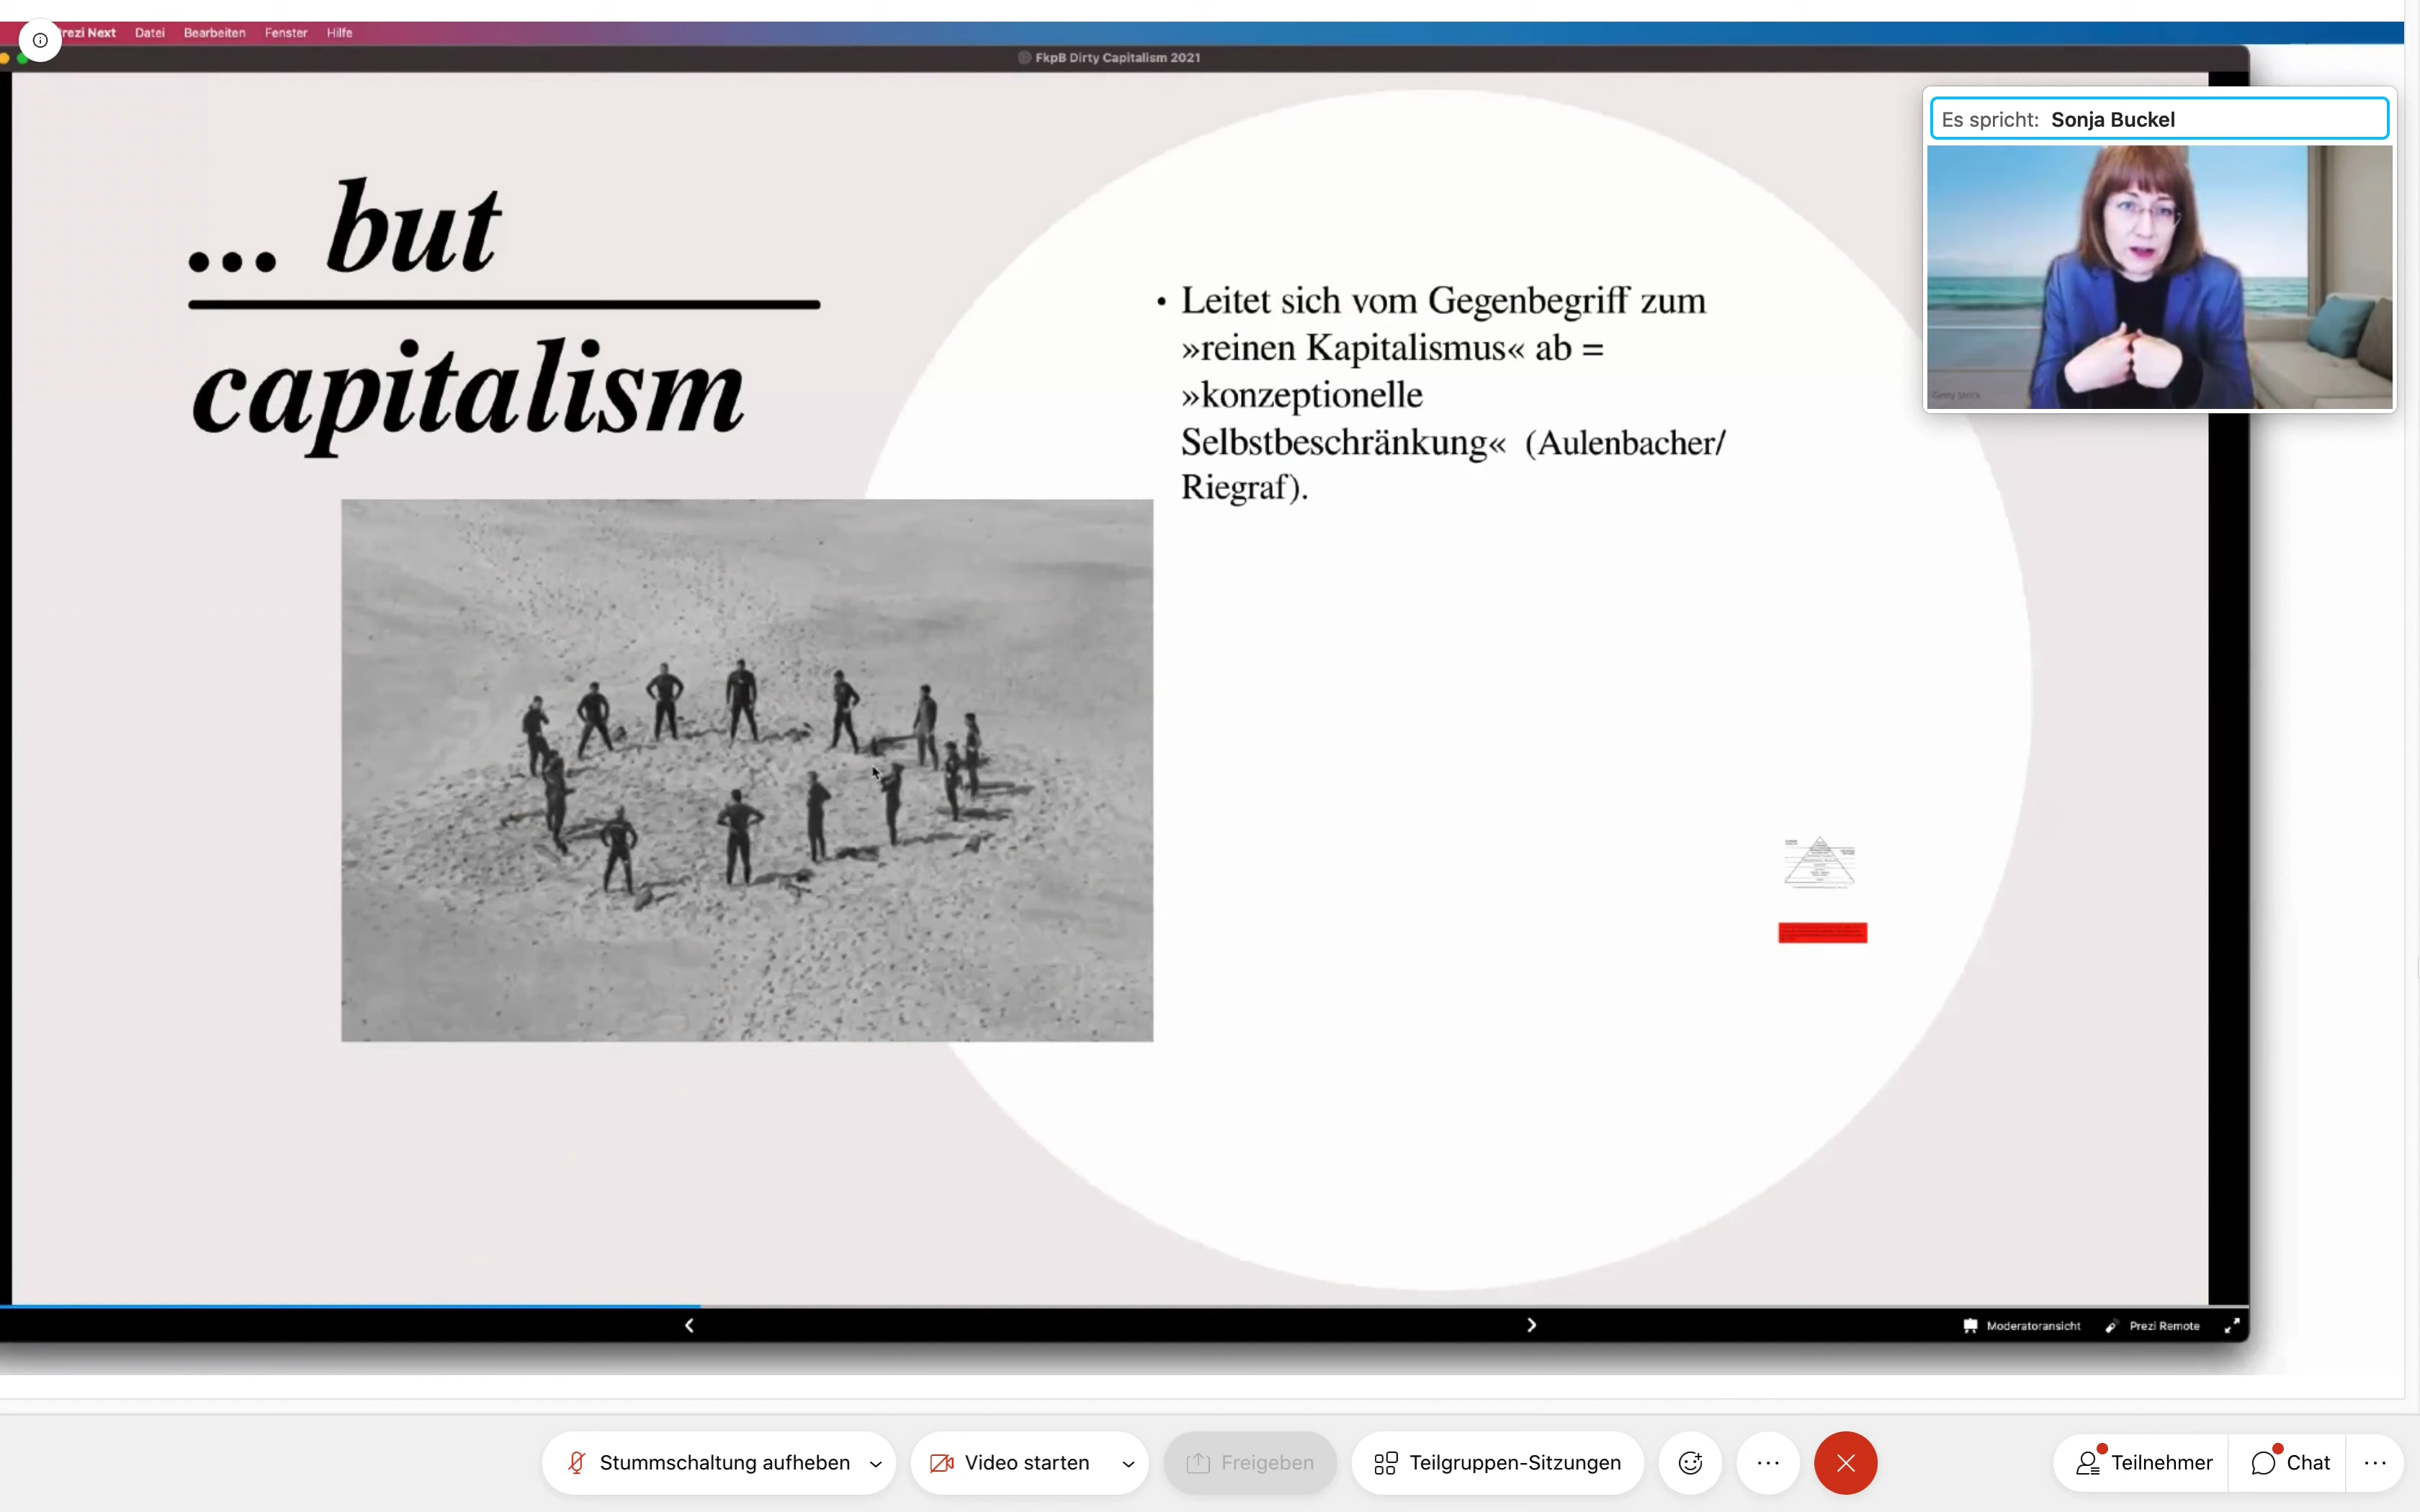 rezi Next Datei Bearbeiten Fenster Hilfe
FkpB Dirty Capitalism 2021
Es spricht: Sonja Buckel
... but
capitalism
• Leitet sich vom Gegenbegriff zum
»reinen Kapitalismus« ab =
»konzeptionelle
Selbstbeschränkung« (Aulenbacher/
Riegraf).
Moderatoransicht Prezi Remote
Stummschaltung aufheben Video starten Freigeben Teilgruppen-Sitzungen Teilnehmer Chat